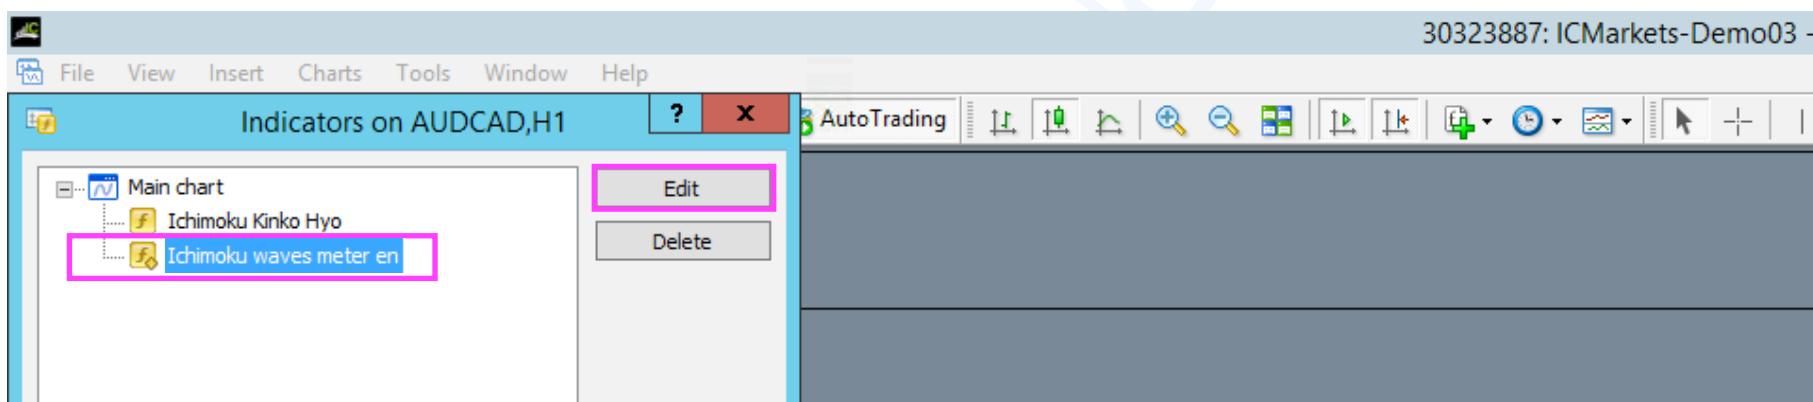 30323887: ICMarkets-Demo03 -
File View Insert Charts Tools Window Help
Indicators on AUDCAD,H1 ? X
AutoTrading
Main chart
Edit
Ichimoku Kinko Hyo
Delete
Ichimoku waves meter en